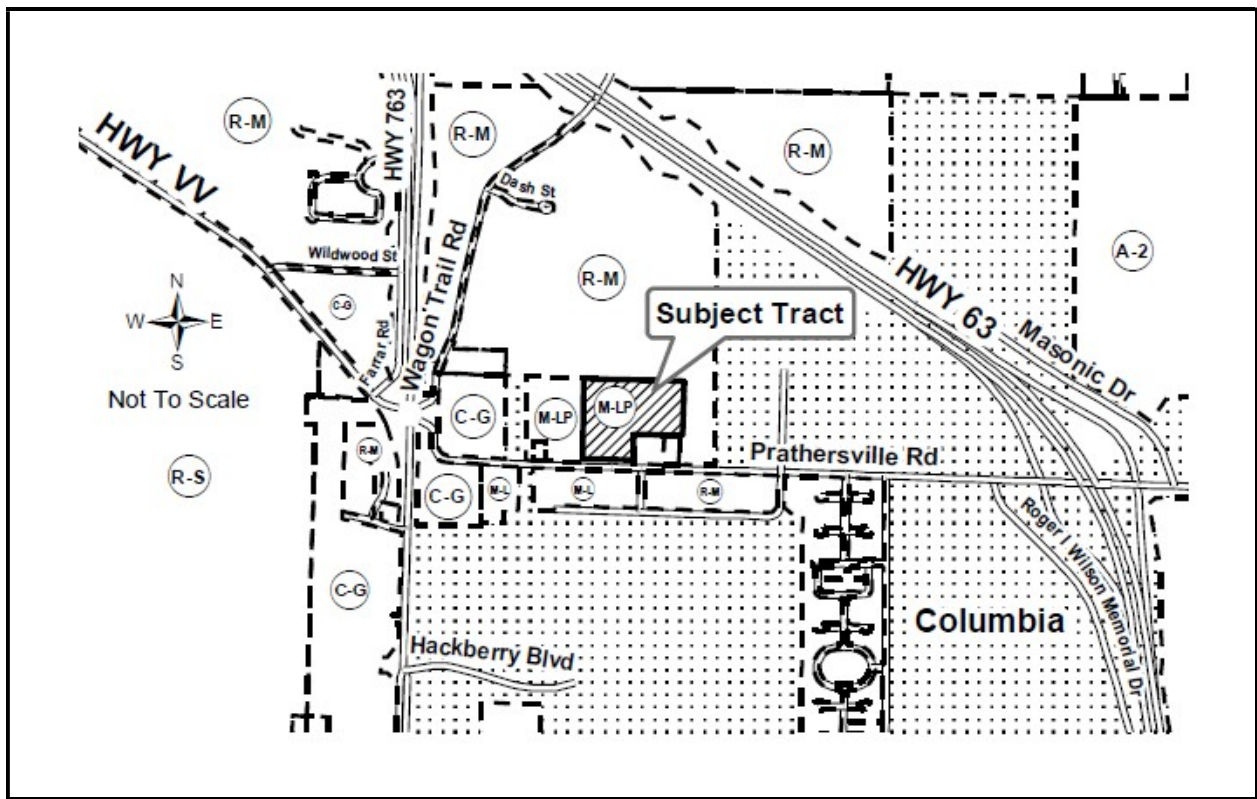 R-M
HWY 763
R-M
R-M
HWY VV
Dash St
Wildwood St
Wagon Trail Rd
A-2
R-M
HWY 63
N
W E
S
C-G
Subject Tract
Farrar Rd
Masonic Dr
Not To Scale
C-G
M-LP
M-LP
R-M
Prathersville Rd
R-S
C-G
M-L
M-L
R-M
Roger I Wilson Memorial Dr
C-G
Columbia
Hackberry Blvd